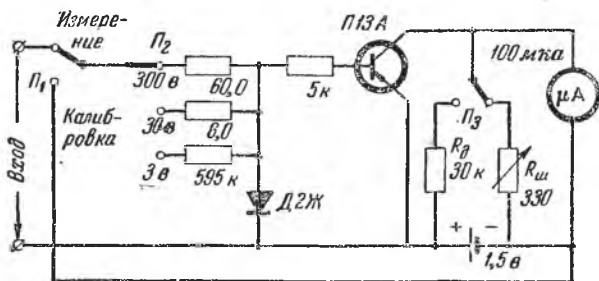 Измере-
ние
П₂
П13А
100 мка
П₁
300 в
60,0
5к
μА
Калиб-
ровка
30 в
6,0
П₃
Rд
30 к
Rш
330
3 в
595 к
Вход
Д2Ж
+
−
1,5 в